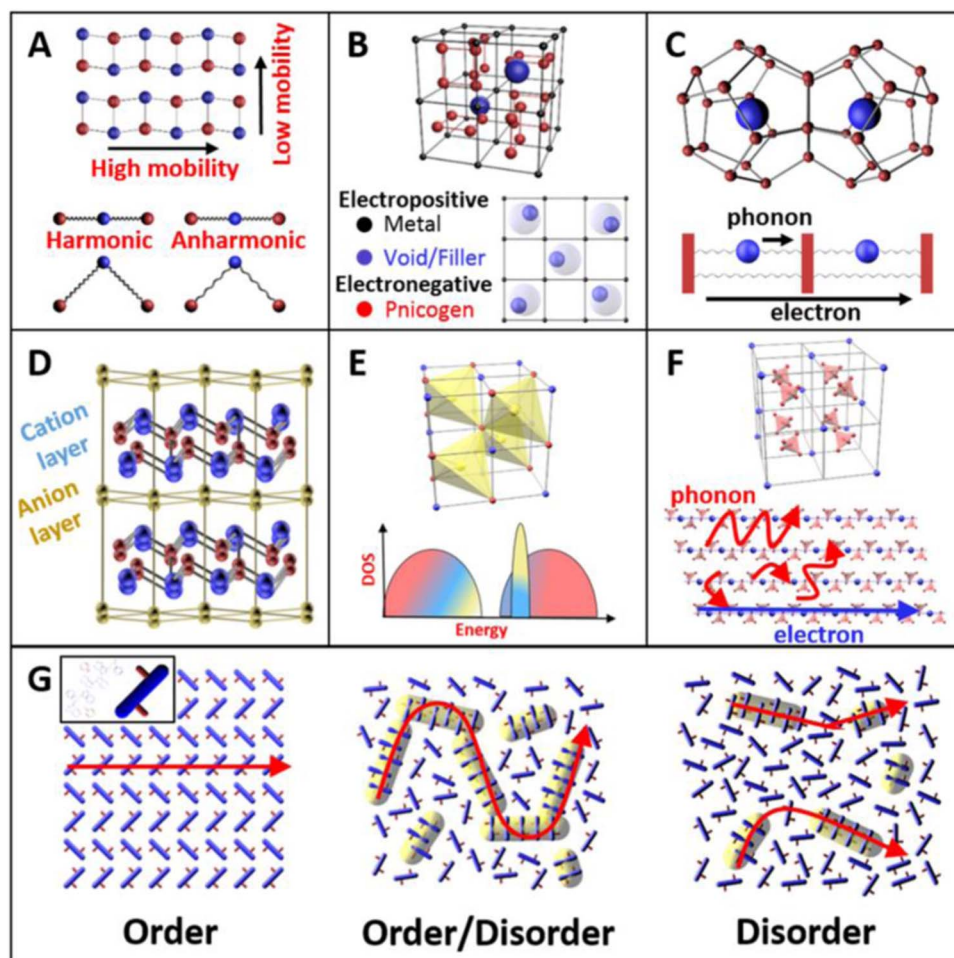 A
Low mobility
High mobility
Harmonic
Anharmonic
B
Electropositive
Metal
Void/Filler
Electronegative
Pnicogen
C
phonon
electron
D
Cation
layer
Anion
layer
E
DOS
Energy
F
phonon
electron
G
Order
Order/Disorder
Disorder